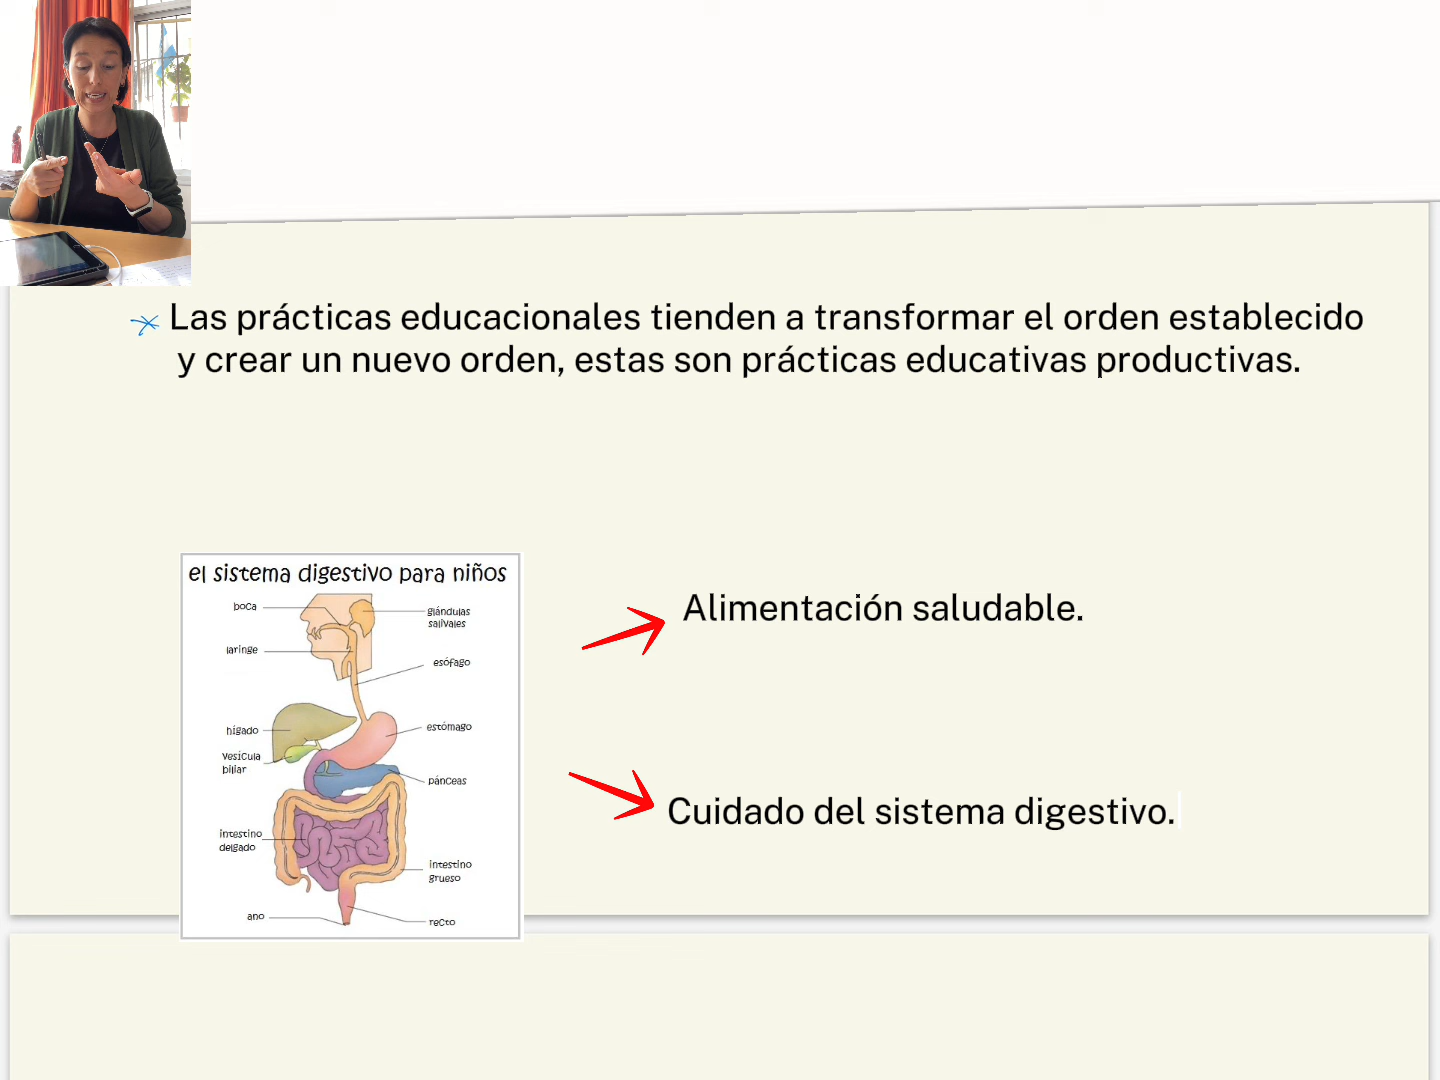 Las prácticas educacionales tienden a transformar el orden establecido
y crear un nuevo orden, estas son prácticas educativas productivas.
el sistema digestivo para niños
boca
glándulas
salivales
laringe
esófago
hígado
estómago
vesícula
biliar
pánceas
intestino
delgado
intestino
grueso
ano
recto
Alimentación saludable.
Cuidado del sistema digestivo.